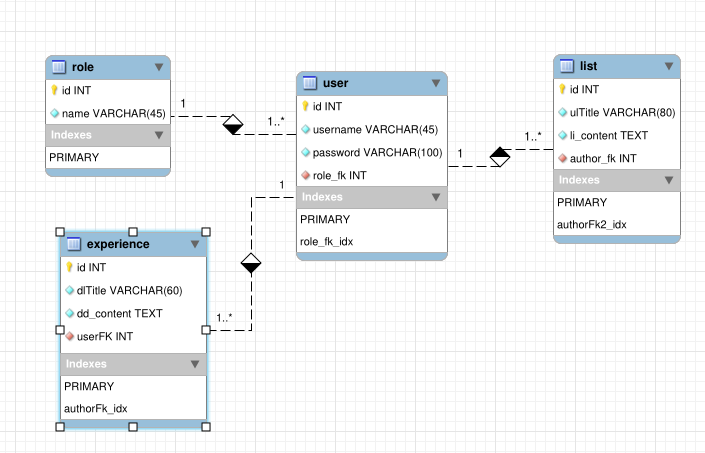 role
id INT
name VARCHAR(45)
Indexes
PRIMARY
1
1..*
user
id INT
username VARCHAR(45)
password VARCHAR(100)
role_fk INT
Indexes
PRIMARY
role_fk_idx
1
1..*
list
id INT
ulTitle VARCHAR(80)
li_content TEXT
author_fk INT
Indexes
PRIMARY
authorFk2_idx
1
1..*
experience
id INT
dlTitle VARCHAR(60)
dd_content TEXT
userFK INT
Indexes
PRIMARY
authorFk_idx